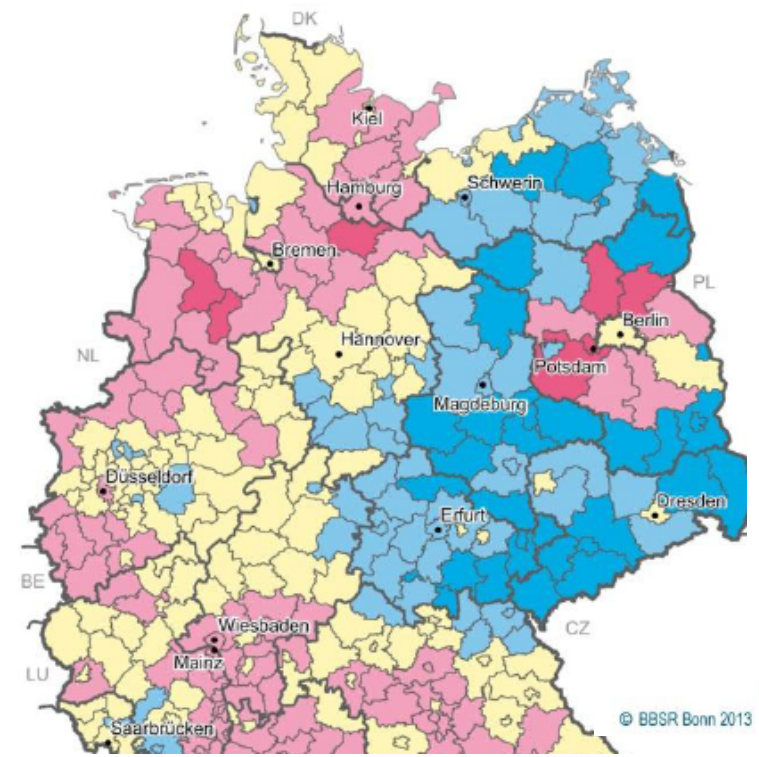 DK
Kiel
Hamburg
Schwerin
Bremen
PL
Berlin
Hannover
NL
Potsdam
Magdeburg
Düsseldorf
Dresden
Erfurt
BE
Wiesbaden
CZ
Mainz
LU
Saarbrücken
© BBSR Bonn 2013